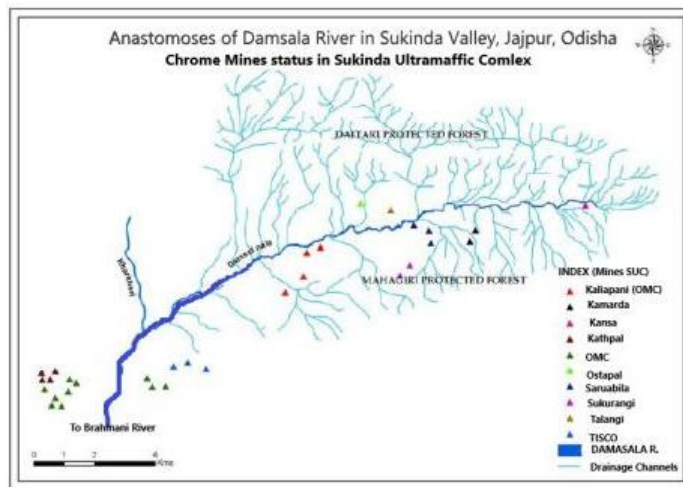 Anastomoses of Damsala River in Sukinda Valley, Jajpur, Odisha
Chrome Mines status in Sukinda Ultramaffic Comlex
DAITARI PROTECTED FOREST
Damsal nala
MAHAGIRI PROTECTED FOREST
INDEX (Mines SUC)
Kaliapani (OMC)
Kamarda
Kansa
Kathpal
OMC
Ostapal
Saruabila
Sukurangi
Talangi
TISCO
DAMASALA R.
Drainage Channels
To Brahmani River
0 1 2 4
Kms